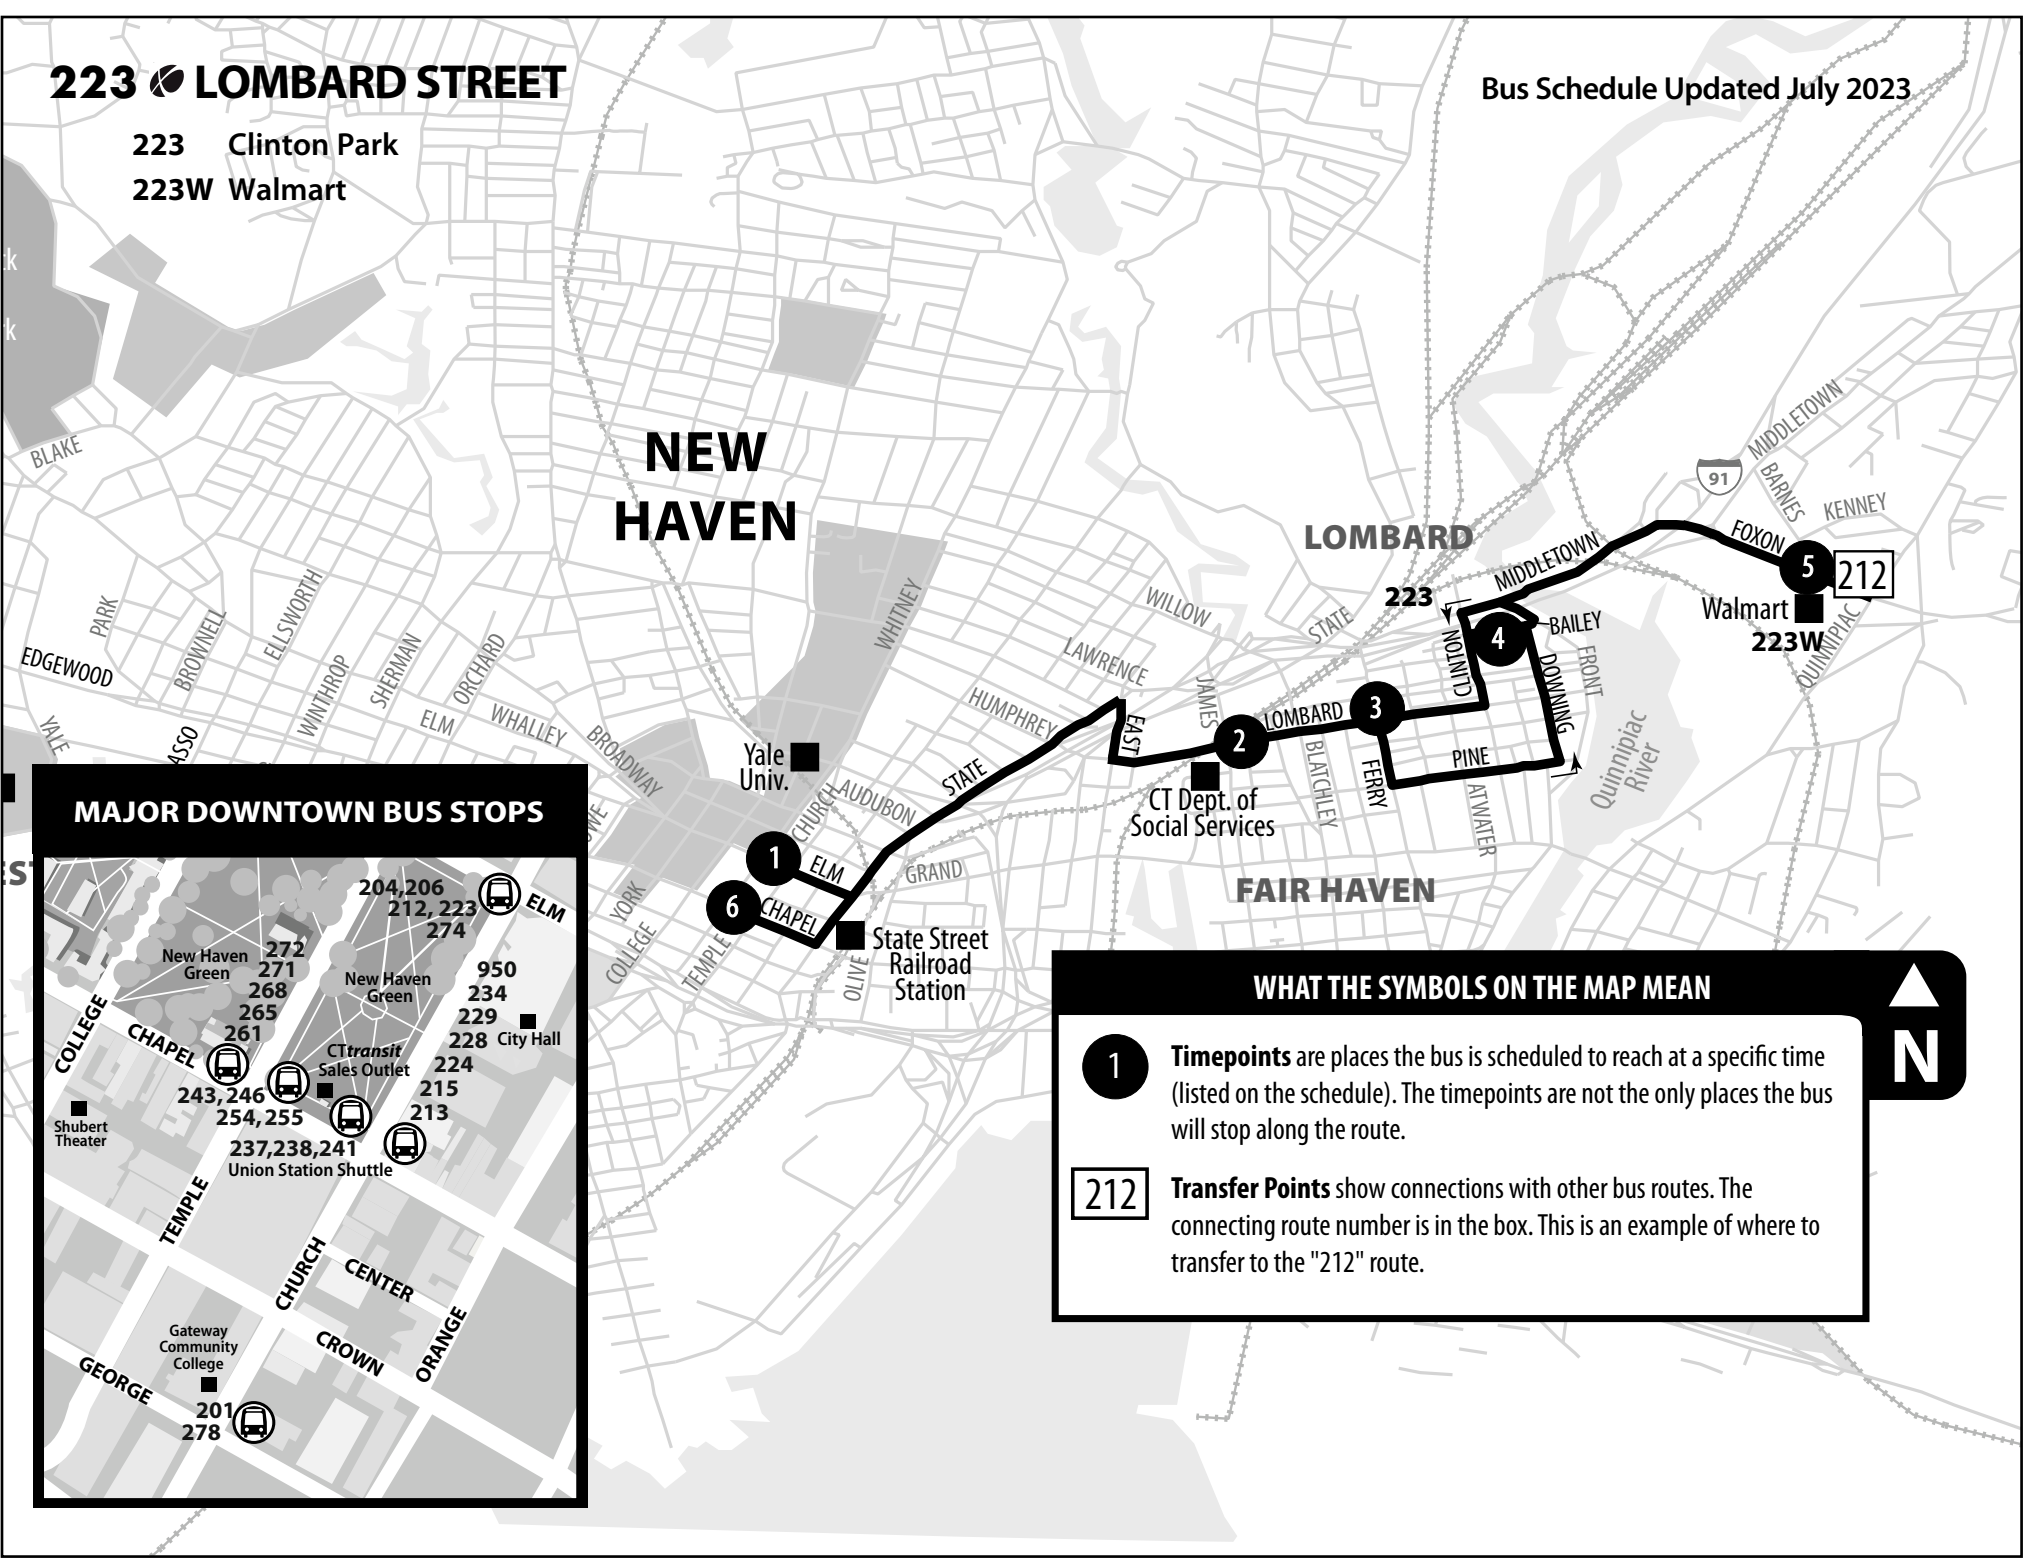 223 LOMBARD STREET
223 Clinton Park
223W Walmart
Bus Schedule Updated July 2023
NEW
HAVEN
LOMBARD
223
MIDDLETOWN
91
BARNES
KENNEY
FOXON
MIDDLETOWN
5
212
Walmart
223W
QUINNIPIAC
BAILEY
4
CLINTON
DOWNING
FRONT
Quinnipiac
River
BLAKE
PARK
EDGEWOOD
YALE
BROWNELL
ELLSWORTH
WINTHROP
SHERMAN
ORCHARD
ELM
WHALLEY
BROADWAY
WHITNEY
WILLOW
STATE
LAWRENCE
HUMPHREY
JAMES
EAST
2
LOMBARD
3
BLATCHLEY
FERRY
PINE
ATWATER
CT Dept. of
Social Services
Yale
Univ.
CHURCH
AUDUBON
STATE
GRAND
1
ELM
6
CHAPEL
YORK
COLLEGE
TEMPLE
OLIVE
State Street
Railroad
Station
FAIR HAVEN
MAJOR DOWNTOWN BUS STOPS
204,206
212, 223
274
ELM
New Haven
Green
272
271
268
265
261
New Haven
Green
950
234
229
228
224
215
213
City Hall
COLLEGE
CHAPEL
CTtransit
Sales Outlet
243,246
254,255
237,238,241
Union Station Shuttle
Shubert
Theater
TEMPLE
CHURCH
CENTER
CROWN
ORANGE
GEORGE
Gateway
Community
College
201
278
WHAT THE SYMBOLS ON THE MAP MEAN
N
1
Timepoints are places the bus is scheduled to reach at a specific time
(listed on the schedule). The timepoints are not the only places the bus
will stop along the route.
212
Transfer Points show connections with other bus routes. The
connecting route number is in the box. This is an example of where to
transfer to the "212" route.